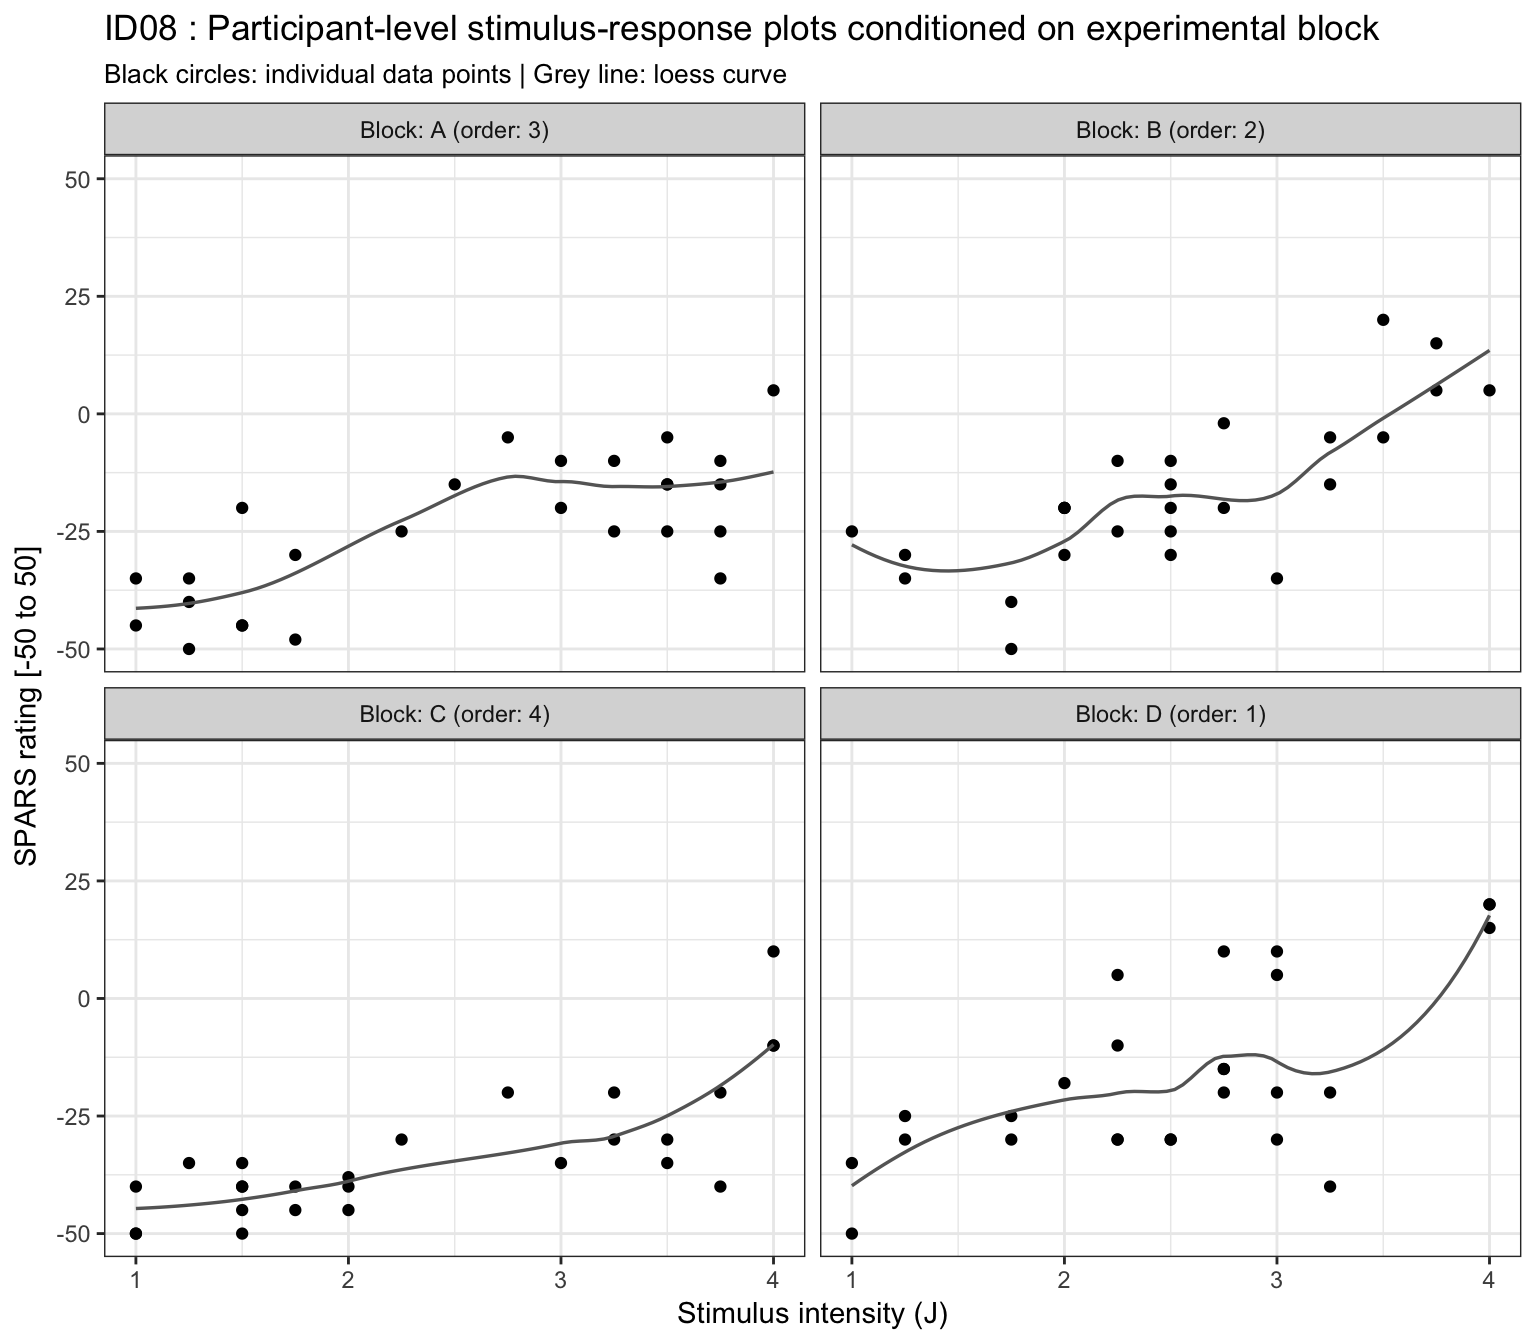 ID08 : Participant-level stimulus-response plots conditioned on experimental block
Black circles: individual data points | Grey line: loess curve
Block: A (order: 3)
Block: B (order: 2)
50
25
0
-25
-50
Block: C (order: 4)
Block: D (order: 1)
50
25
0
-25
-50
SPARS rating [-50 to 50]
1 2 3 4
1 2 3 4
Stimulus intensity (J)